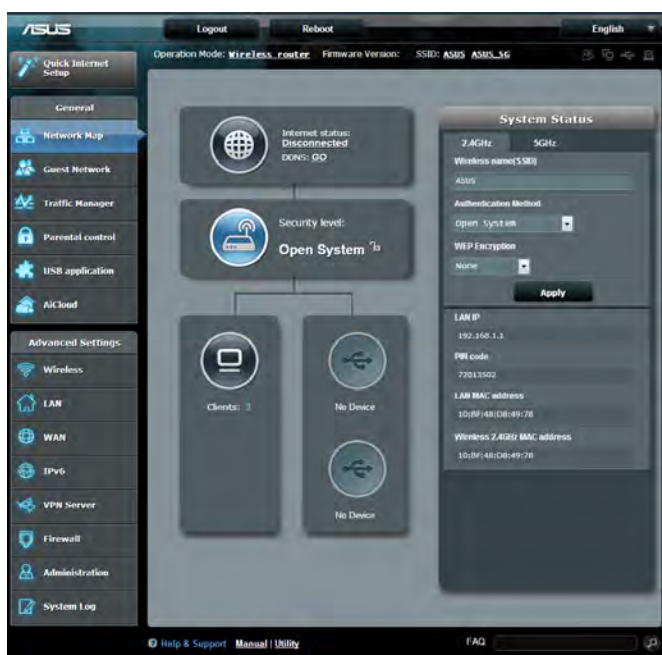 ASUS
Logout
Reboot
English
Operation Mode: Wireless router Firmware Version: SSID: ASUS ASUS_5G
Quick Internet
Setup
General
Network Map
Guest Network
Traffic Manager
Parental control
USB application
AiCloud
Advanced Settings
Wireless
LAN
WAN
IPv6
VPN Server
Firewall
Administration
System Log
Internet status:
Disconnected
DDNS: GO
Security level:
Open System
Clients: 3
No Device
No Device
System Status
2.4GHz
5GHz
Wireless name(SSID)
ASUS
Authentication Method
Open System
WEP Encryption
None
Apply
LAN IP
192.168.1.1
PIN code
72013502
LAN MAC address
10:BF:48:D8:49:78
Wireless 2.4GHz MAC address
10:BF:48:D8:49:78
Help & Support Manual | Utility
FAQ